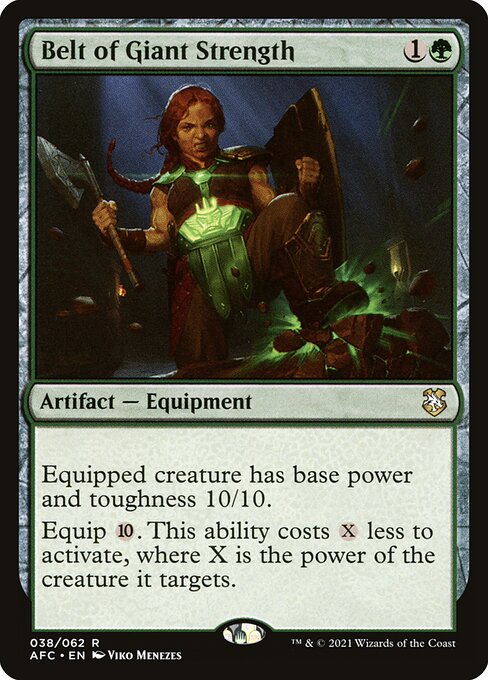 Belt of Giant Strength 1
Artifact — Equipment
Equipped creature has base power
and toughness 10/10.
Equip 10. This ability costs X less to
activate, where X is the power of the
creature it targets.
038/062 R
AFC • EN Viko Menezes
™ & © 2021 Wizards of the Coast